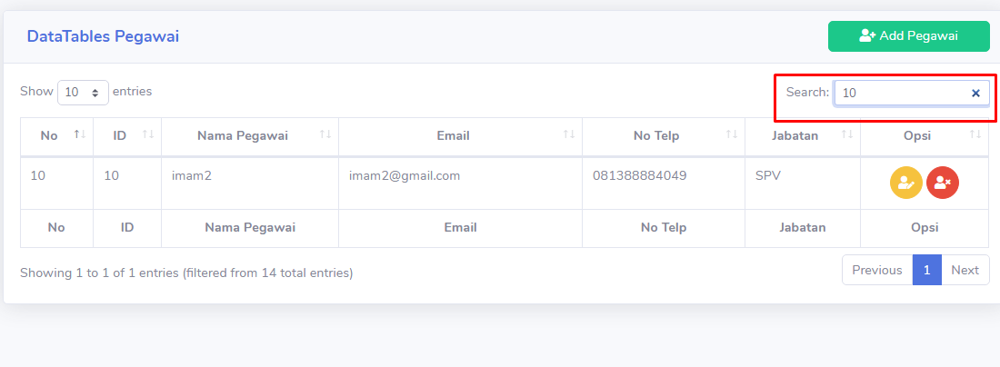 DataTables Pegawai
Add Pegawai
Show 10 entries
Search: 10
No ID Nama Pegawai Email No Telp Jabatan Opsi
10 10 imam2 imam2@gmail.com 081388884049 SPV
No ID Nama Pegawai Email No Telp Jabatan Opsi
Showing 1 to 1 of 1 entries (filtered from 14 total entries)
Previous 1 Next